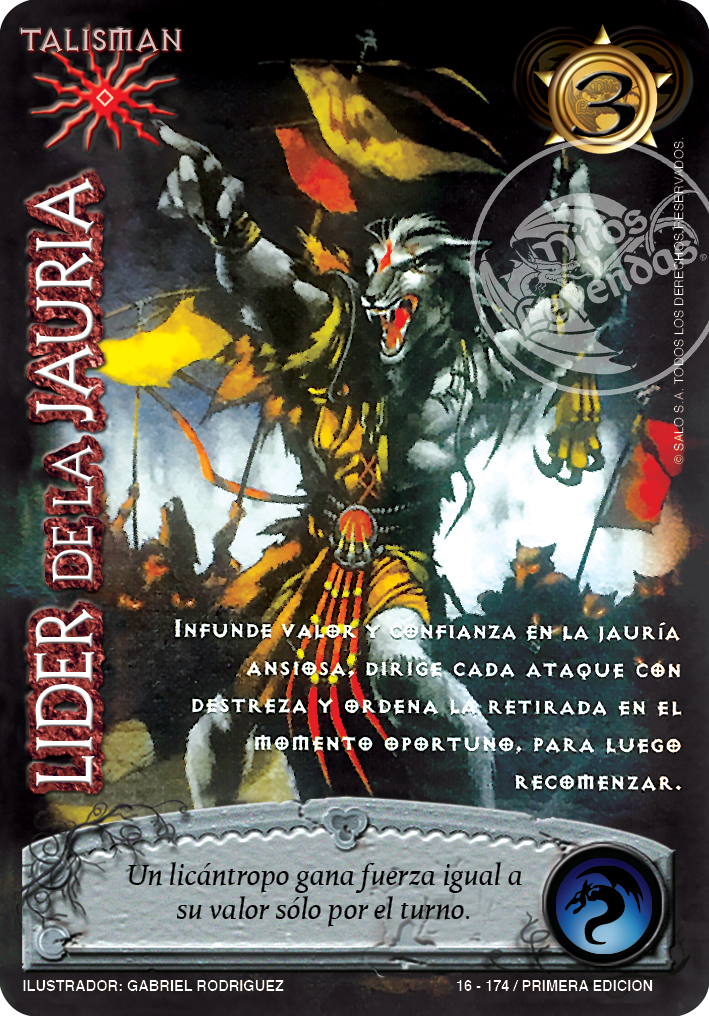 TALISMAN
3
LIDER DE LA JAURIA
mitos
Leyendas
®
© SALO S.A. TODOS LOS DERECHOS RESERVADOS.
INFUNDE VALOR Y CONFIANZA EN LA JAURÍA
ANSIOSA, DIRIGE CADA ATAQUE CON
DESTREZA Y ORDENA LA RETIRADA EN EL
MOMENTO OPORTUNO, PARA LUEGO
RECOMENZAR.
Un licántropo gana fuerza igual a
su valor sólo por el turno.
ILUSTRADOR: GABRIEL RODRIGUEZ
16 - 174 / PRIMERA EDICION